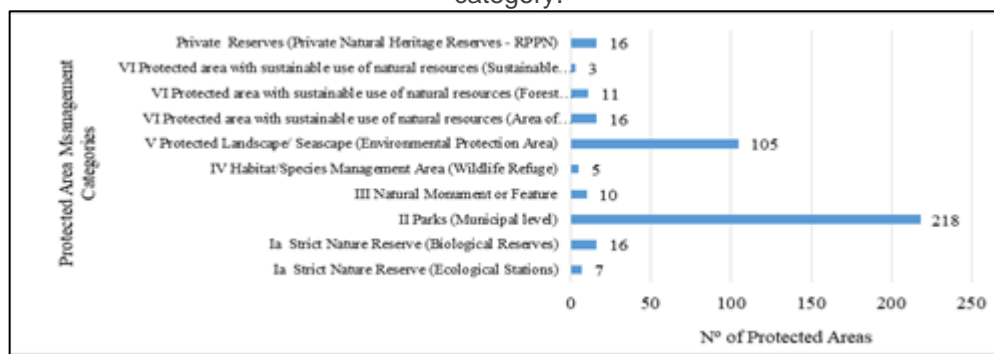 category.
Private Reserves (Private Natural Heritage Reserves - RPPN)
16
VI Protected area with sustainable use of natural resources (Sustainable...
3
VI Protected area with sustainable use of natural resources (Forest...
11
VI Protected area with sustainable use of natural resources (Area of...
16
V Protected Landscape/ Seascape (Environmental Protection Area)
105
IV Habitat/Species Management Area (Wildlife Refuge)
5
III Natural Monument or Feature
10
II Parks (Municipal level)
218
Ia Strict Nature Reserve (Biological Reserves)
16
Ia Strict Nature Reserve (Ecological Stations)
7
0 50 100 150 200 250
Nº of Protected Areas
Protected Area Msanagement
Categories